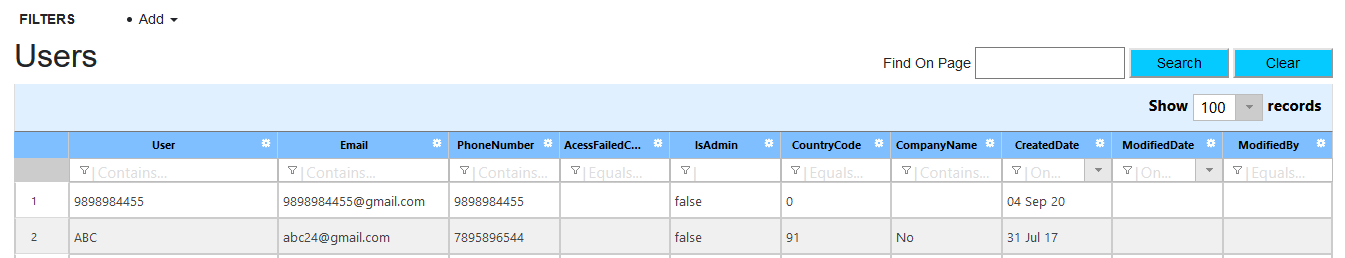 FILTERS • Add
Users
Find On Page Search Clear
Show 100 records
User Email PhoneNumber AcessFailedC... IsAdmin CountryCode CompanyName CreatedDate ModifiedDate ModifiedBy
Contains... Contains... Contains... Equals... Equals... Contains... On... On... Equals...
1 9898984455 9898984455@gmail.com 9898984455 false 0 04 Sep 20
2 ABC abc24@gmail.com 7895896544 false 91 No 31 Jul 17